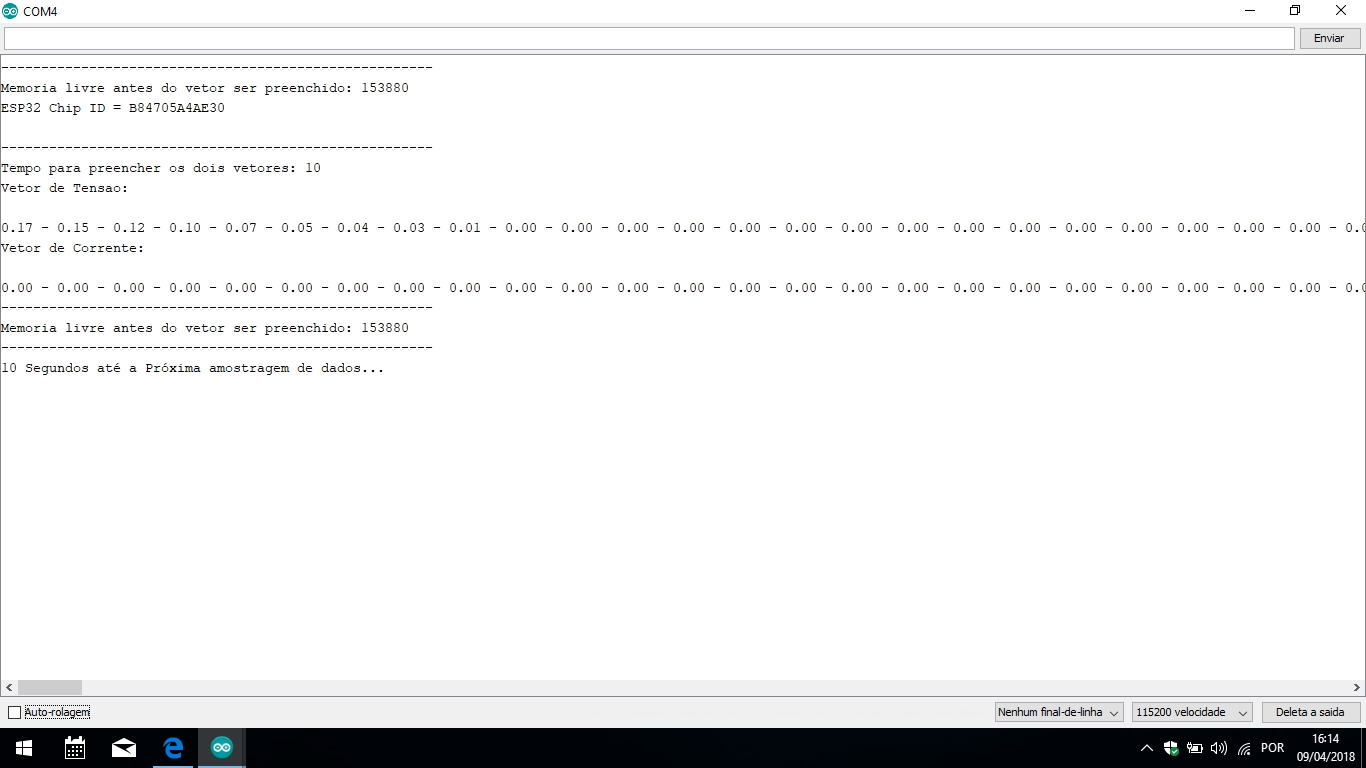 COM4
Enviar
------------------------------------------------------
Memoria livre antes do vetor ser preenchido: 153880
ESP32 Chip ID = B84705A4AE30
------------------------------------------------------
Tempo para preencher os dois vetores: 10
Vetor de Tensao:
0.17 - 0.15 - 0.12 - 0.10 - 0.07 - 0.05 - 0.04 - 0.03 - 0.01 - 0.00 - 0.00 - 0.00 - 0.00 - 0.00 - 0.00 - 0.00 - 0.00 - 0.00 - 0.00 - 0.00 - 0.00 - 0.00 - 0.00 - 0.00 - 0.0
Vetor de Corrente:
0.00 - 0.00 - 0.00 - 0.00 - 0.00 - 0.00 - 0.00 - 0.00 - 0.00 - 0.00 - 0.00 - 0.00 - 0.00 - 0.00 - 0.00 - 0.00 - 0.00 - 0.00 - 0.00 - 0.00 - 0.00 - 0.00 - 0.00 - 0.00 - 0.0
------------------------------------------------------
Memoria livre antes do vetor ser preenchido: 153880
------------------------------------------------------
10 Segundos até a Próxima amostragem de dados...
Auto-rolagem
Nenhum final-de-linha
115200 velocidade
Deleta a saida
POR
16:14
09/04/2018